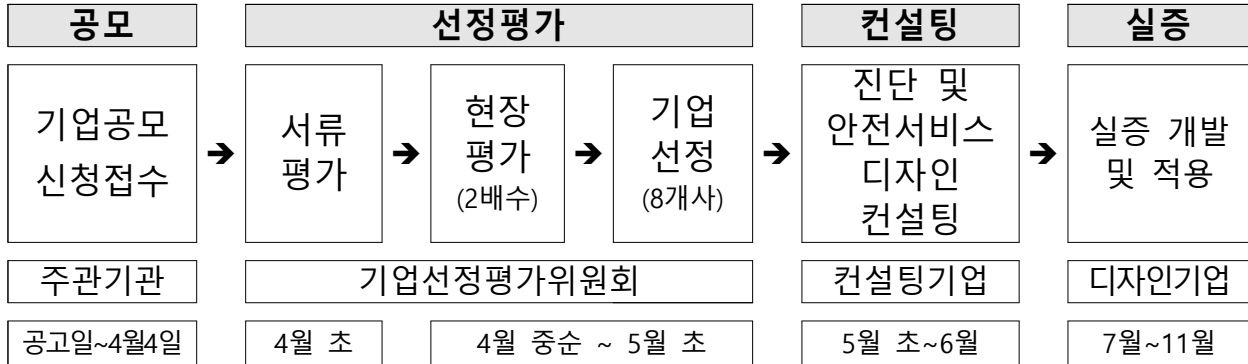 공모
선정평가
컨설팅
실증
기업공모
신청접수
➔
서류
평가
➔
현장
평가
(2배수)
➔
기업
선정
(8개사)
➔
진단 및
안전서비스
디자인
컨설팅
➔
실증 개발
및 적용
주관기관
기업선정평가위원회
컨설팅기업
디자인기업
공고일~4월4일
4월 초
4월 중순 ~ 5월 초
5월 초~6월
7월~11월